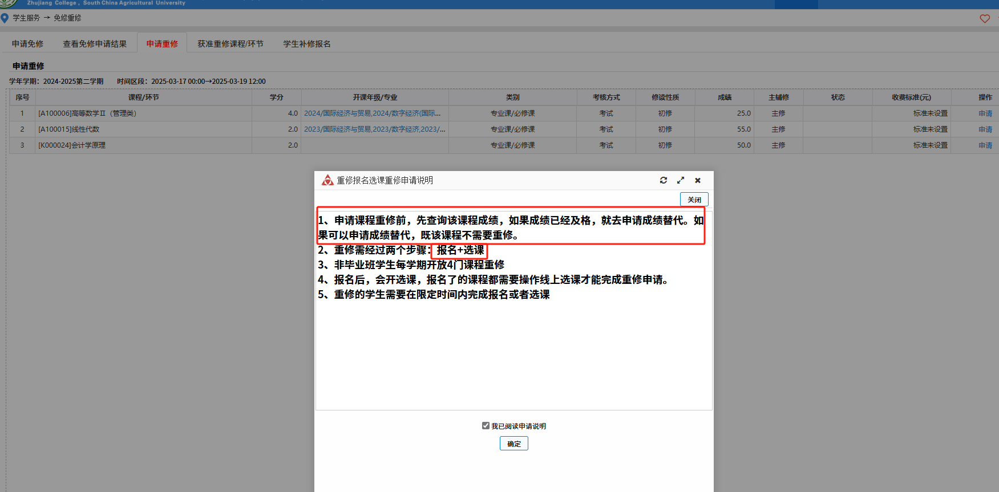 Zhujiang College, South China Agricultural University
学生服务 → 免修重修
申请免修 查看免修申请结果 申请重修 获准重修课程/环节 学生补修报名
申请重修
学年学期：2024-2025第二学期 时间区段：2025-03-17 00:00→2025-03-19 12:00
序号 课程/环节 学分 开课年级/专业 类别 考核方式 修读性质 成绩 主辅修 状态 收费标准(元) 操作
1 [A100006]高等数学Ⅱ（管理类） 4.0 2024/国际经济与贸易,2024/数字经济(国际... 专业课/必修课 考试 初修 25.0 主修 标准未设置 申请
2 [A100015]线性代数 2.0 2023/国际经济与贸易,2023/数字经济,2023/... 专业课/必修课 考试 初修 55.0 主修 标准未设置 申请
3 [K000024]会计学原理 2.0 专业课/必修课 考试 初修 50.0 主修 标准未设置 申请
重修报名选课重修申请说明
关闭
1、申请课程重修前，先查询该课程成绩，如果成绩已经及格，就去申请成绩替代。如
果可以申请成绩替代，既该课程不需要重修。
2、重修需经过两个步骤：报名+选课
3、非毕业班学生每学期开放4门课程重修
4、报名后，会开选课，报名了的课程都需要操作线上选课才能完成重修申请。
5、重修的学生需要在限定时间内完成报名或者选课
我已阅读申请说明
确定